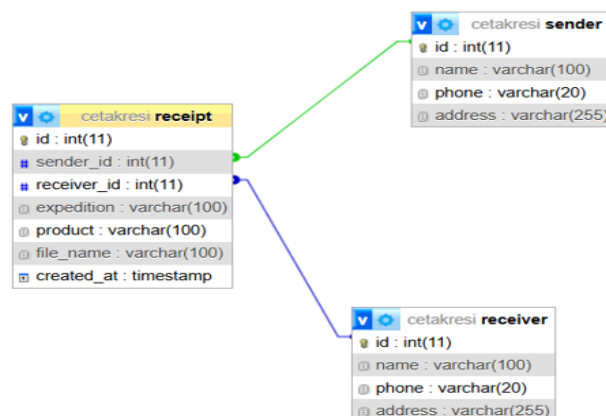 cetakresi sender
id : int(11)
name : varchar(100)
phone : varchar(20)
address : varchar(255)
cetakresi receipt
id : int(11)
sender_id : int(11)
receiver_id : int(11)
expedition : varchar(100)
product : varchar(100)
file_name : varchar(100)
created_at : timestamp
cetakresi receiver
id : int(11)
name : varchar(100)
phone : varchar(20)
address : varchar(255)